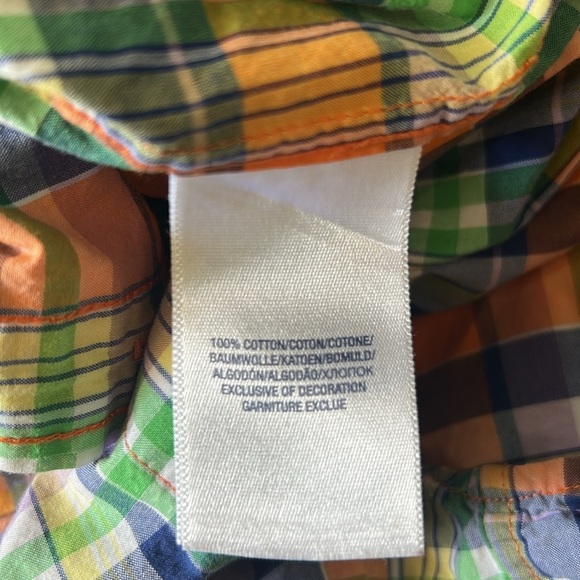 100% COTTON/COTON/COTONE/
BAUMWOLLE/KATOEN/BOMULD/
ALGODÓN/ALGODÃO/ХЛОПОК
EXCLUSIVE OF DECORATION
GARNITURE EXCLUE